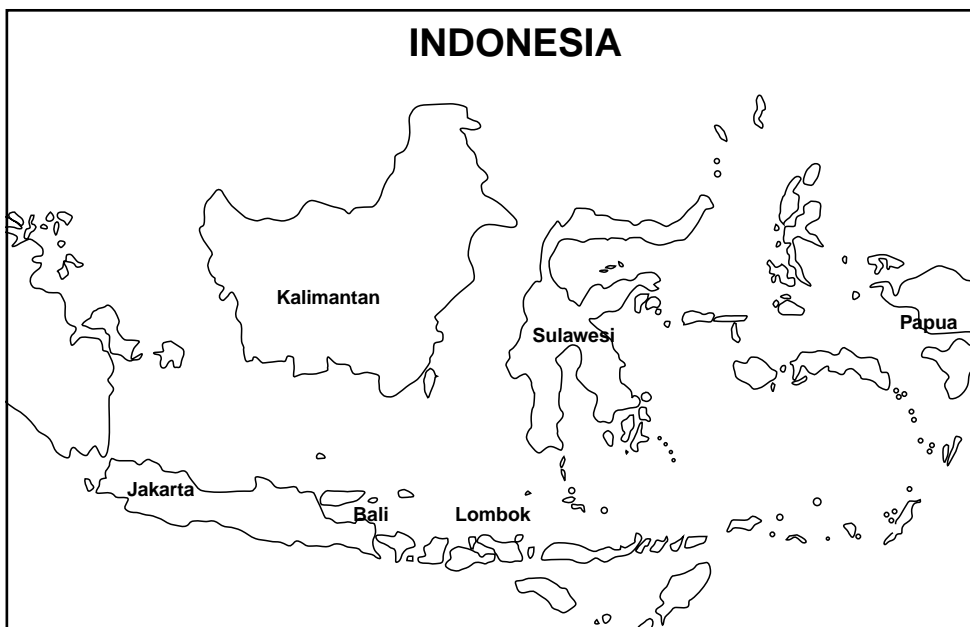 INDONESIA
Kalimantan
Papua
Sulawesi
Jakarta
Bali
Lombok